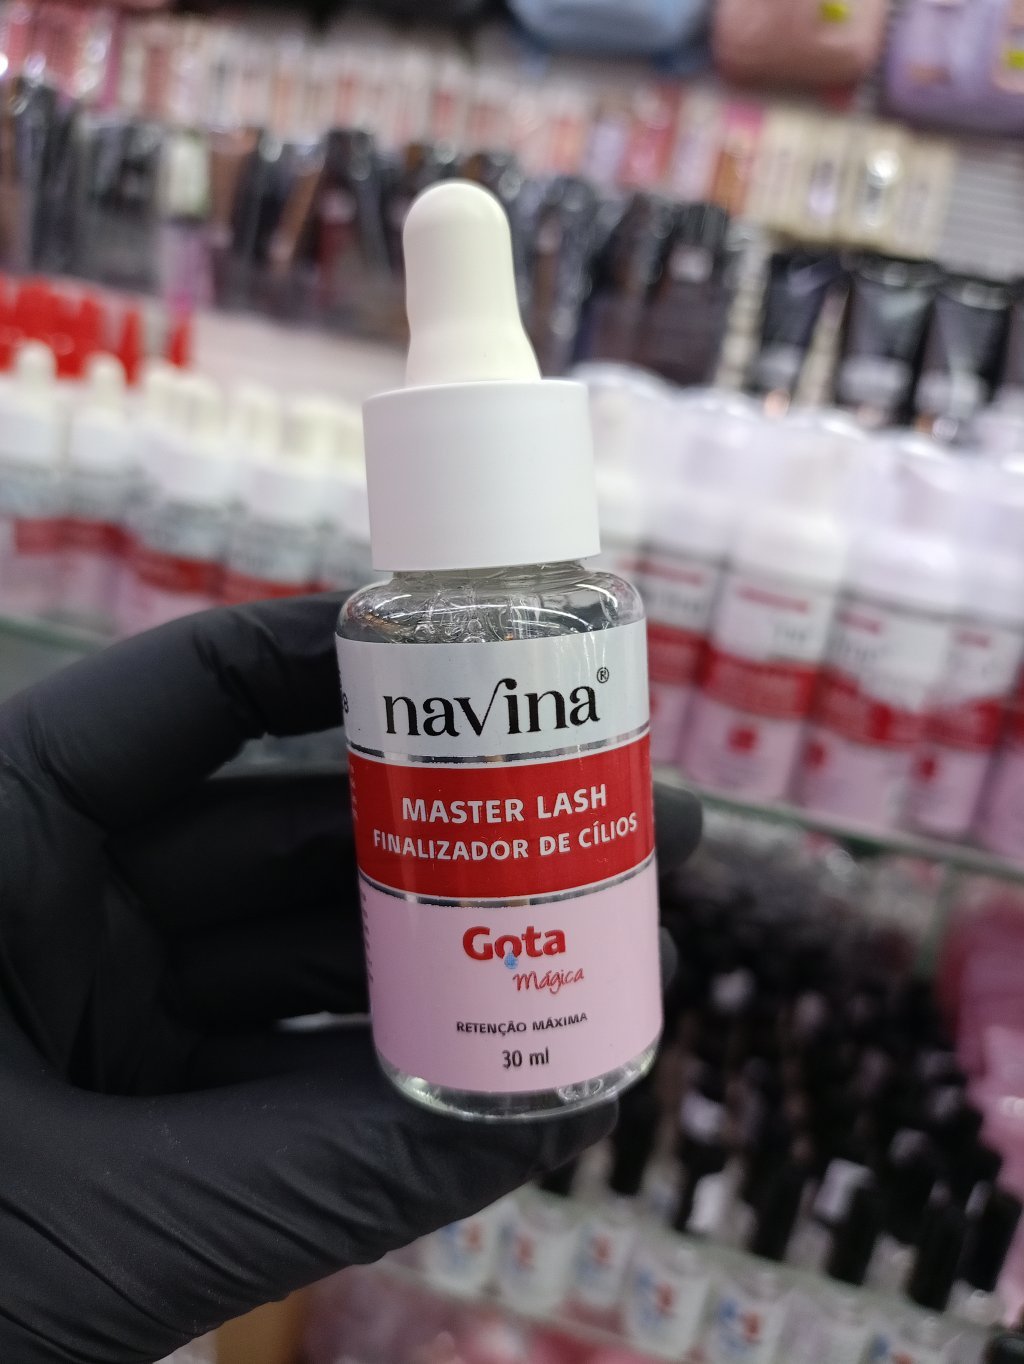 navina®
MASTER LASH
FINALIZADOR DE CÍLIOS
Gota
Mágica
RETENÇÃO MÁXIMA
30 ml